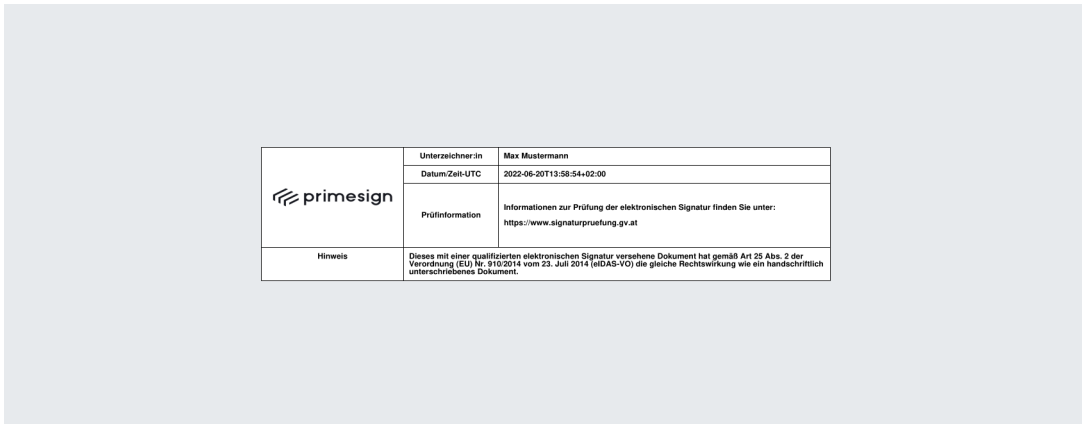 primesign
Unterzeichner:in
Max Mustermann
Datum/Zeit-UTC
2022-06-20T13:58:54+02:00
Prüfinformation
Informationen zur Prüfung der elektronischen Signatur finden Sie unter:
https://www.signaturpruefung.gv.at
Hinweis
Dieses mit einer qualifizierten elektronischen Signatur versehene Dokument hat gemäß Art 25 Abs. 2 der
Verordnung (EU) Nr. 910/2014 vom 23. Juli 2014 (eIDAS-VO) die gleiche Rechtswirkung wie ein handschriftlich
unterschriebenes Dokument.